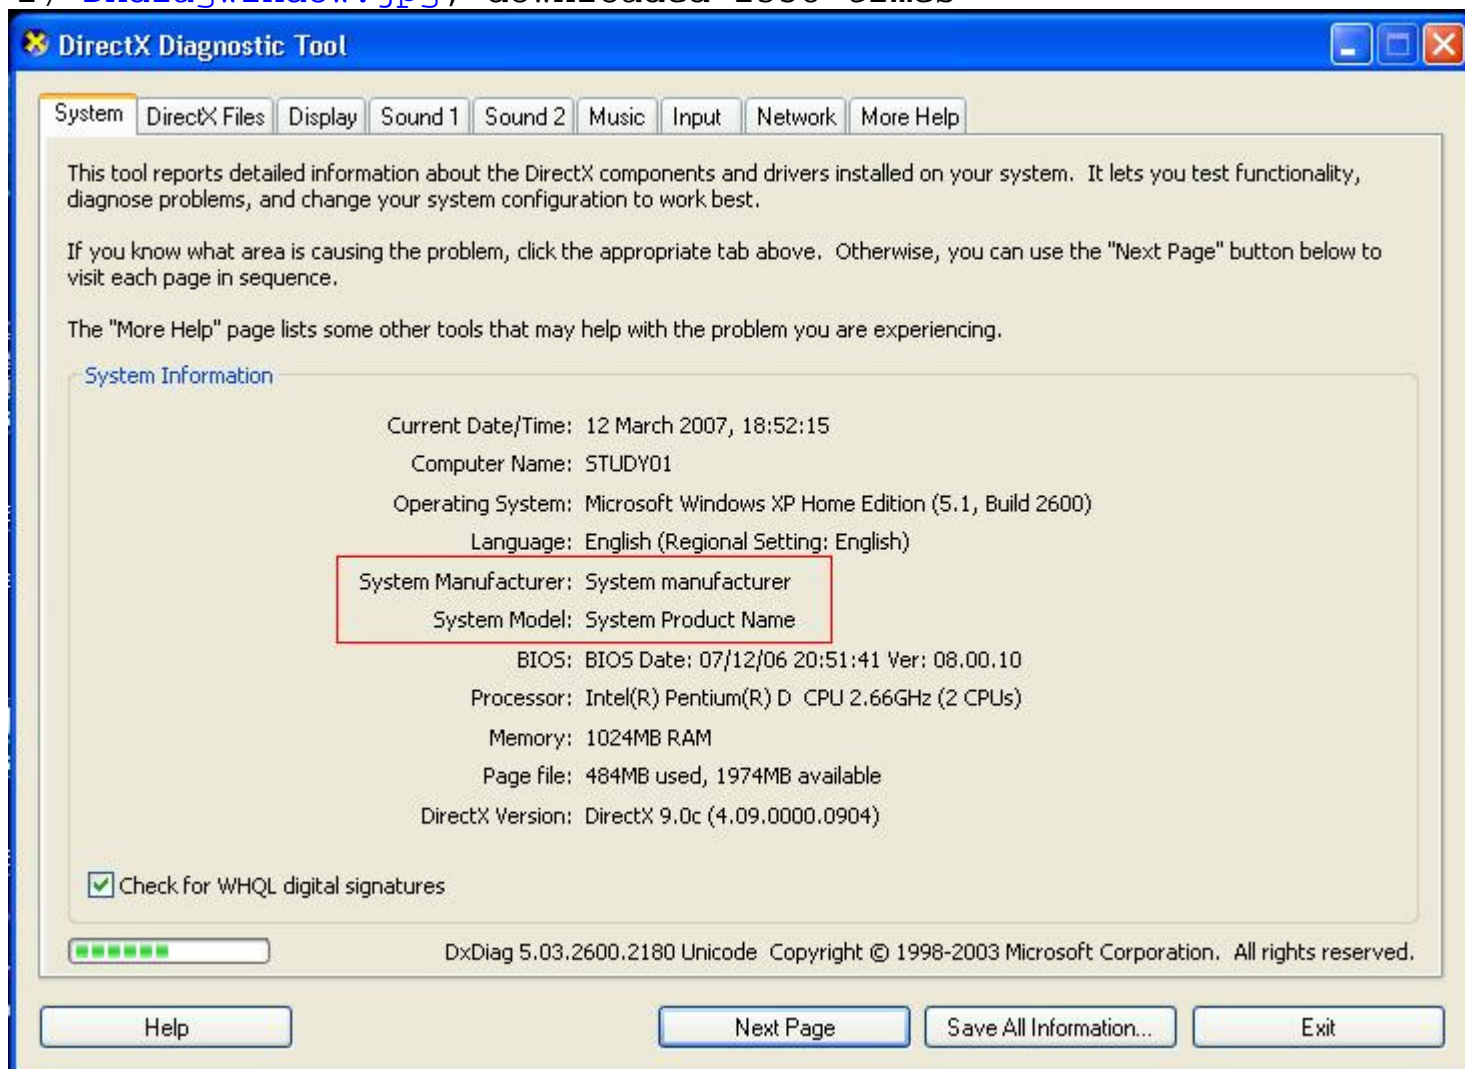 DirectX Diagnostic Tool
System DirectX Files Display Sound 1 Sound 2 Music Input Network More Help
This tool reports detailed information about the DirectX components and drivers installed on your system. It lets you test functionality,
diagnose problems, and change your system configuration to work best.
If you know what area is causing the problem, click the appropriate tab above. Otherwise, you can use the "Next Page" button below to
visit each page in sequence.
The "More Help" page lists some other tools that may help with the problem you are experiencing.
System Information
Current Date/Time: 12 March 2007, 18:52:15
Computer Name: STUDY01
Operating System: Microsoft Windows XP Home Edition (5.1, Build 2600)
Language: English (Regional Setting: English)
System Manufacturer: System manufacturer
System Model: System Product Name
BIOS: BIOS Date: 07/12/06 20:51:41 Ver: 08.00.10
Processor: Intel(R) Pentium(R) D CPU 2.66GHz (2 CPUs)
Memory: 1024MB RAM
Page file: 484MB used, 1974MB available
DirectX Version: DirectX 9.0c (4.09.0000.0904)
Check for WHQL digital signatures
DxDiag 5.03.2600.2180 Unicode Copyright © 1998-2003 Microsoft Corporation. All rights reserved.
Help Next Page Save All Information... Exit